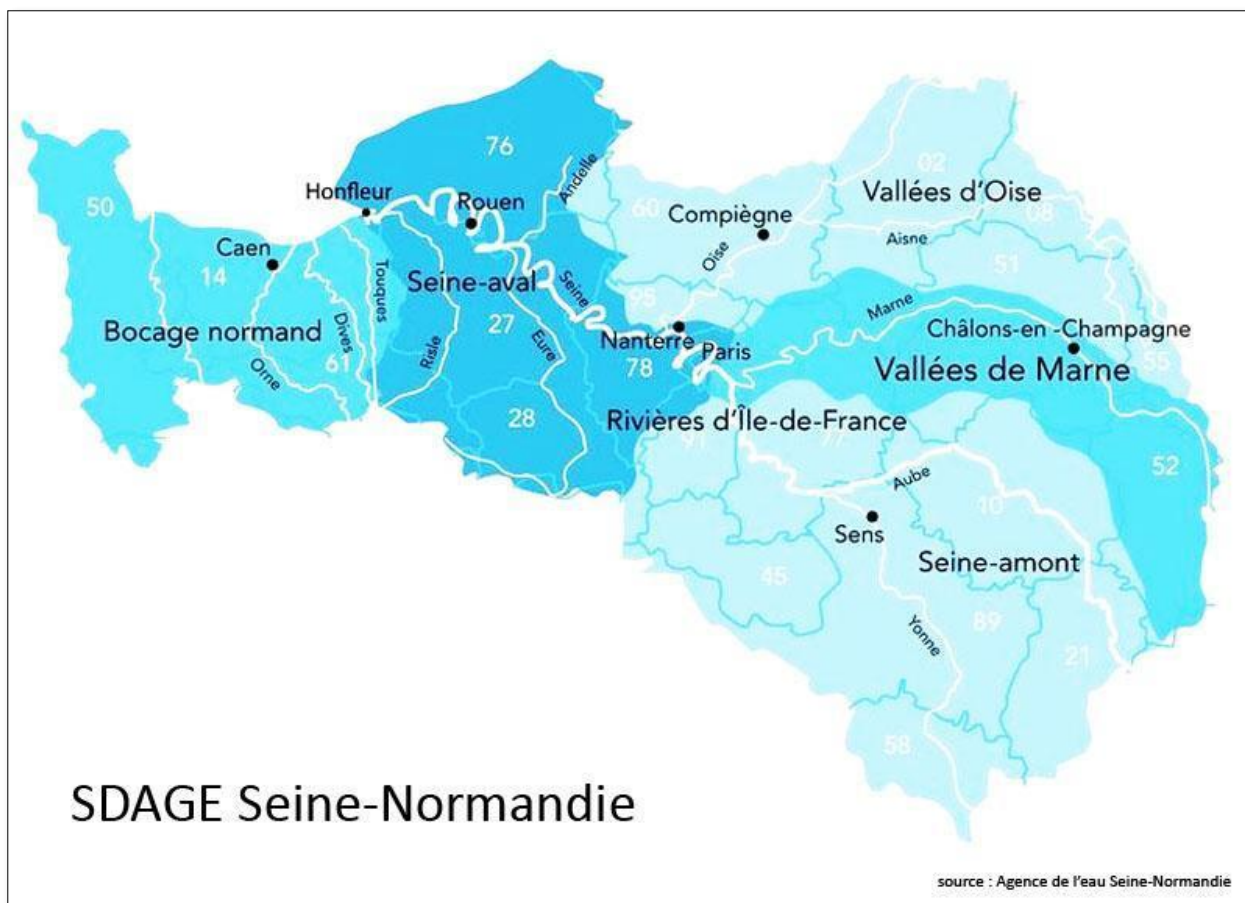 76
Andelle
50
Honfleur
Rouen
02
Vallées d'Oise
60
Compiègne
08
Caen
14
Touques
Seine-aval
Seine
Oise
Aisne
51
95
Bocage normand
Dives
61
Orne
Risle
27
Eure
Nanterre
Paris
78
Marne
Châlons-en -Champagne
55
Vallées de Marne
28
Rivières d'Île-de-France
91
77
52
Aube
10
Sens
Seine-amont
45
Yonne
89
21
58
SDAGE Seine-Normandie
source : Agence de l'eau Seine-Normandie